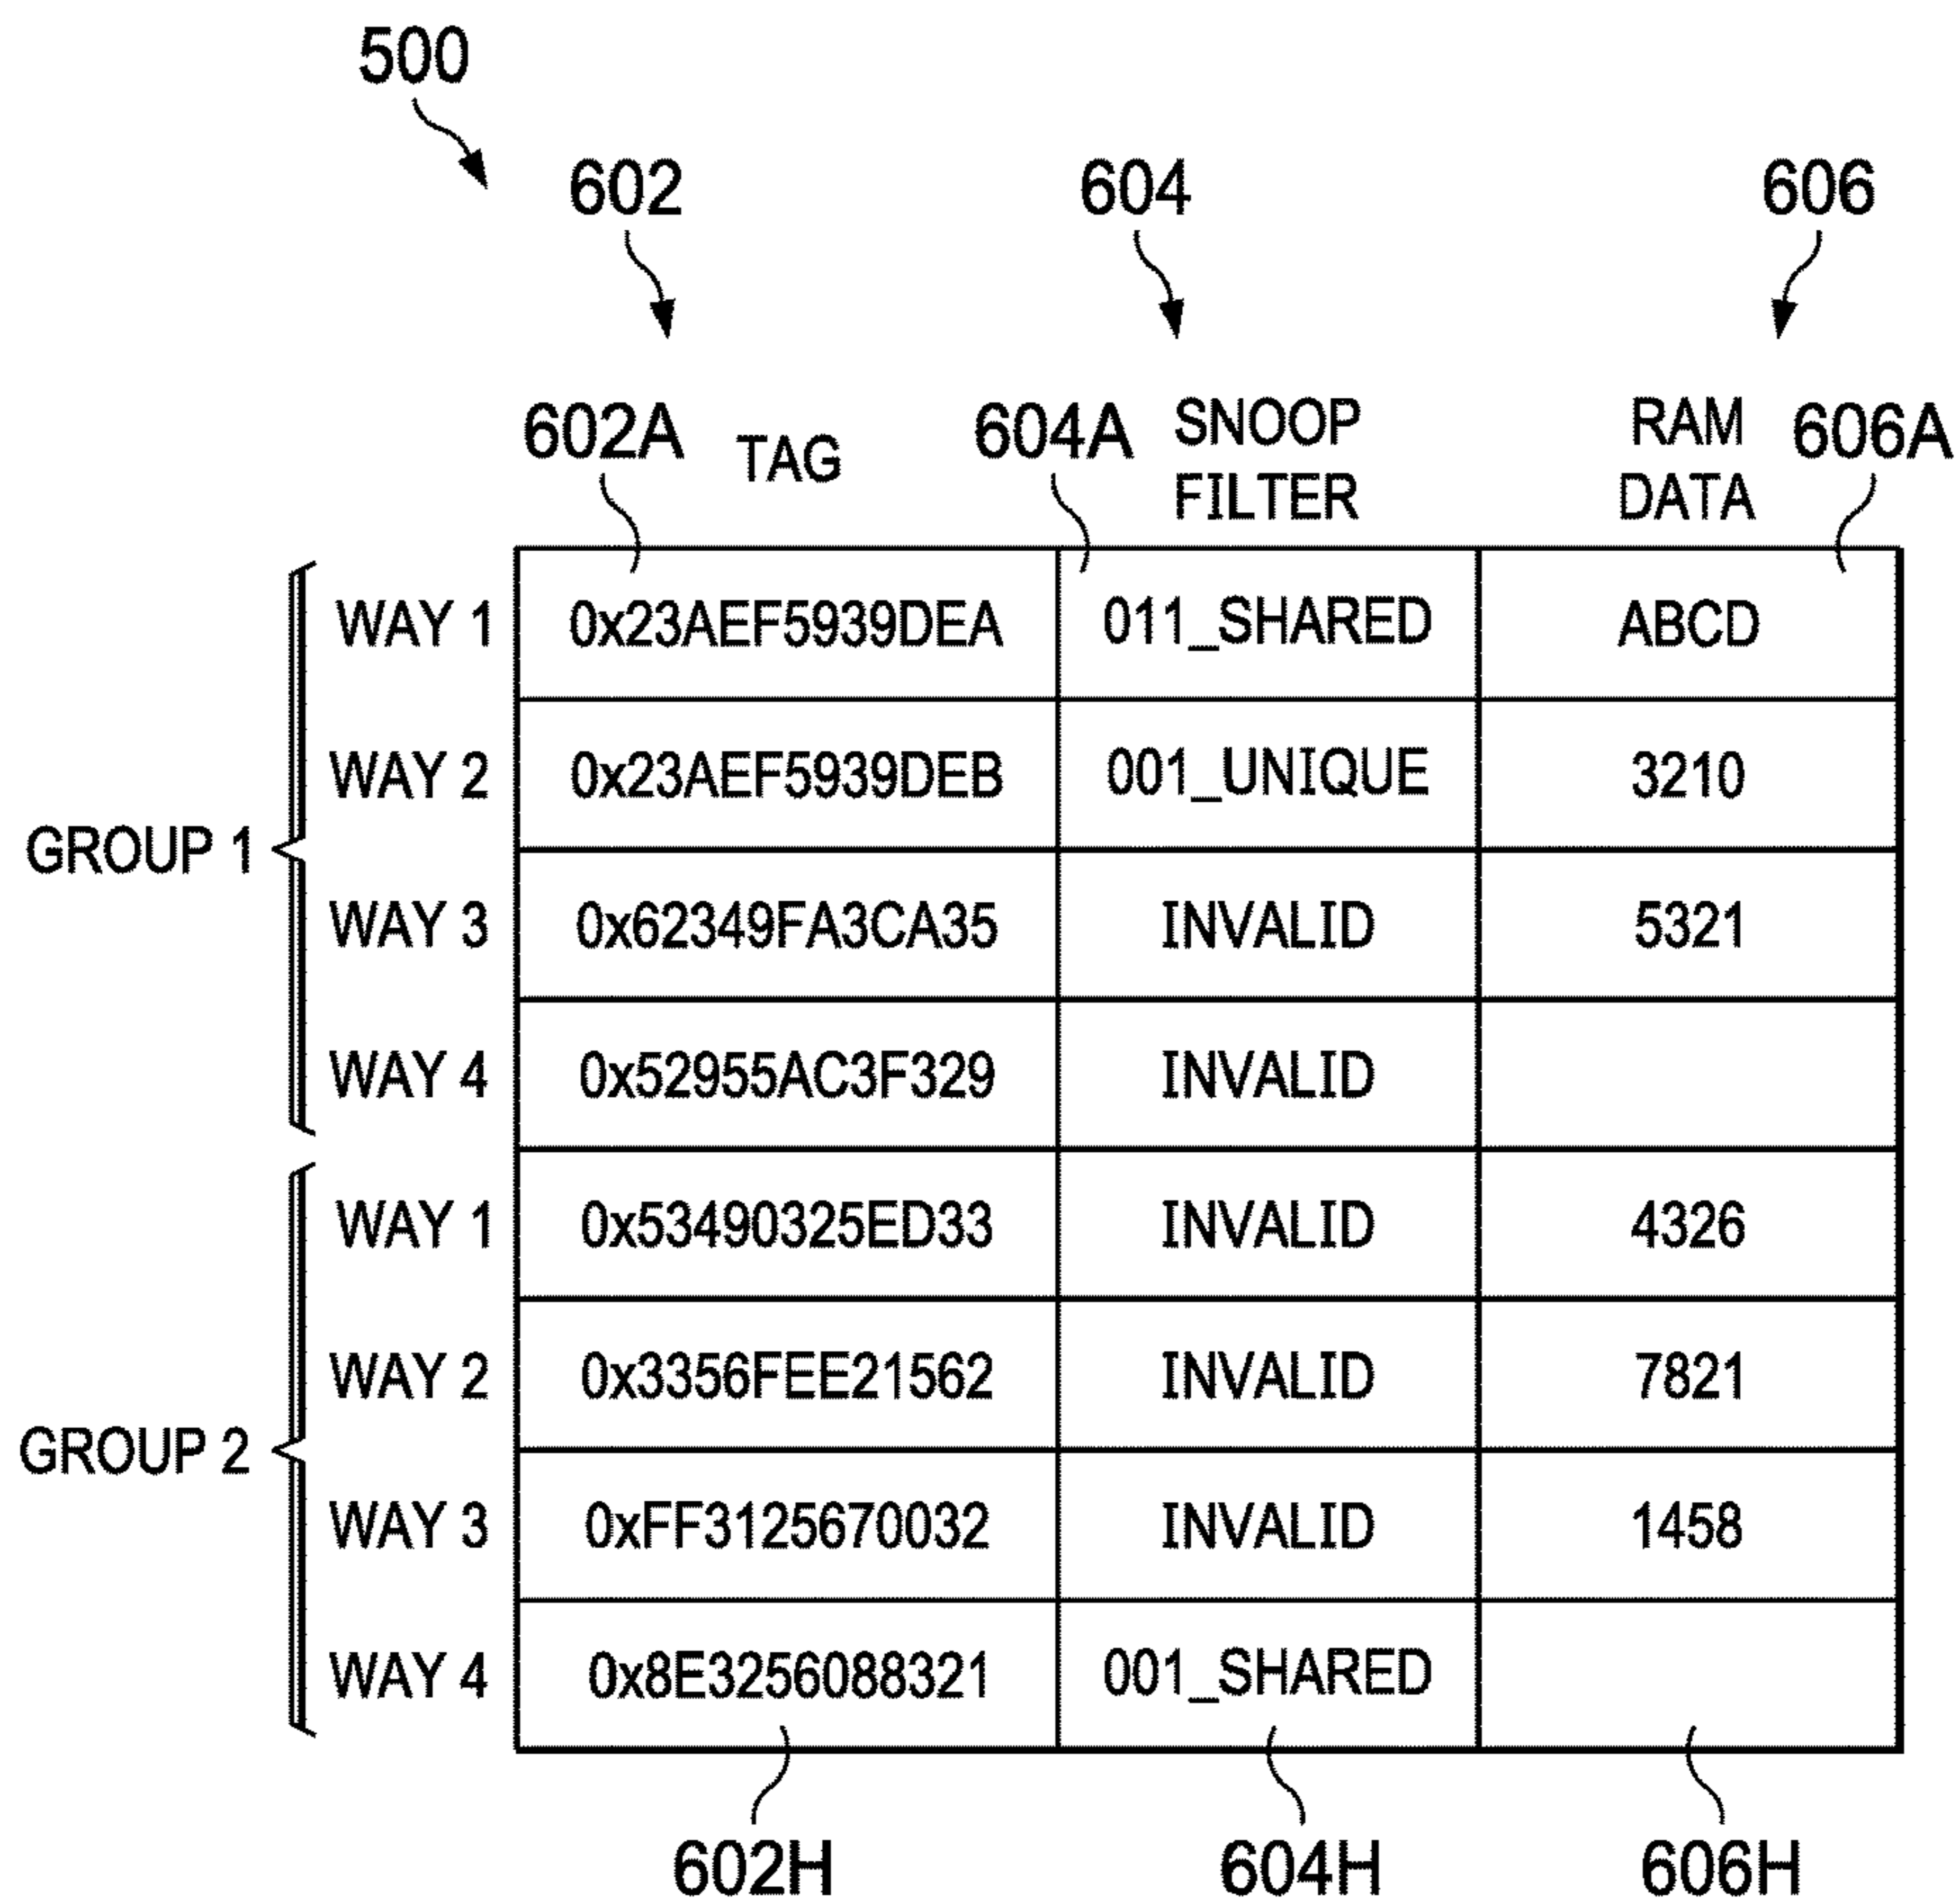 500
602 604 606
602A TAG 604A SNOOP FILTER RAM DATA 606A
WAY 1 0x23AEF5939DEA 011_SHARED ABCD
WAY 2 0x23AEF5939DEB 001_UNIQUE 3210
GROUP 1
WAY 3 0x62349FA3CA35 INVALID 5321
WAY 4 0x52955AC3F329 INVALID
WAY 1 0x53490325ED33 INVALID 4326
WAY 2 0x3356FEE21562 INVALID 7821
GROUP 2
WAY 3 0xFF3125670032 INVALID 1458
WAY 4 0x8E3256088321 001_SHARED
602H 604H 606H